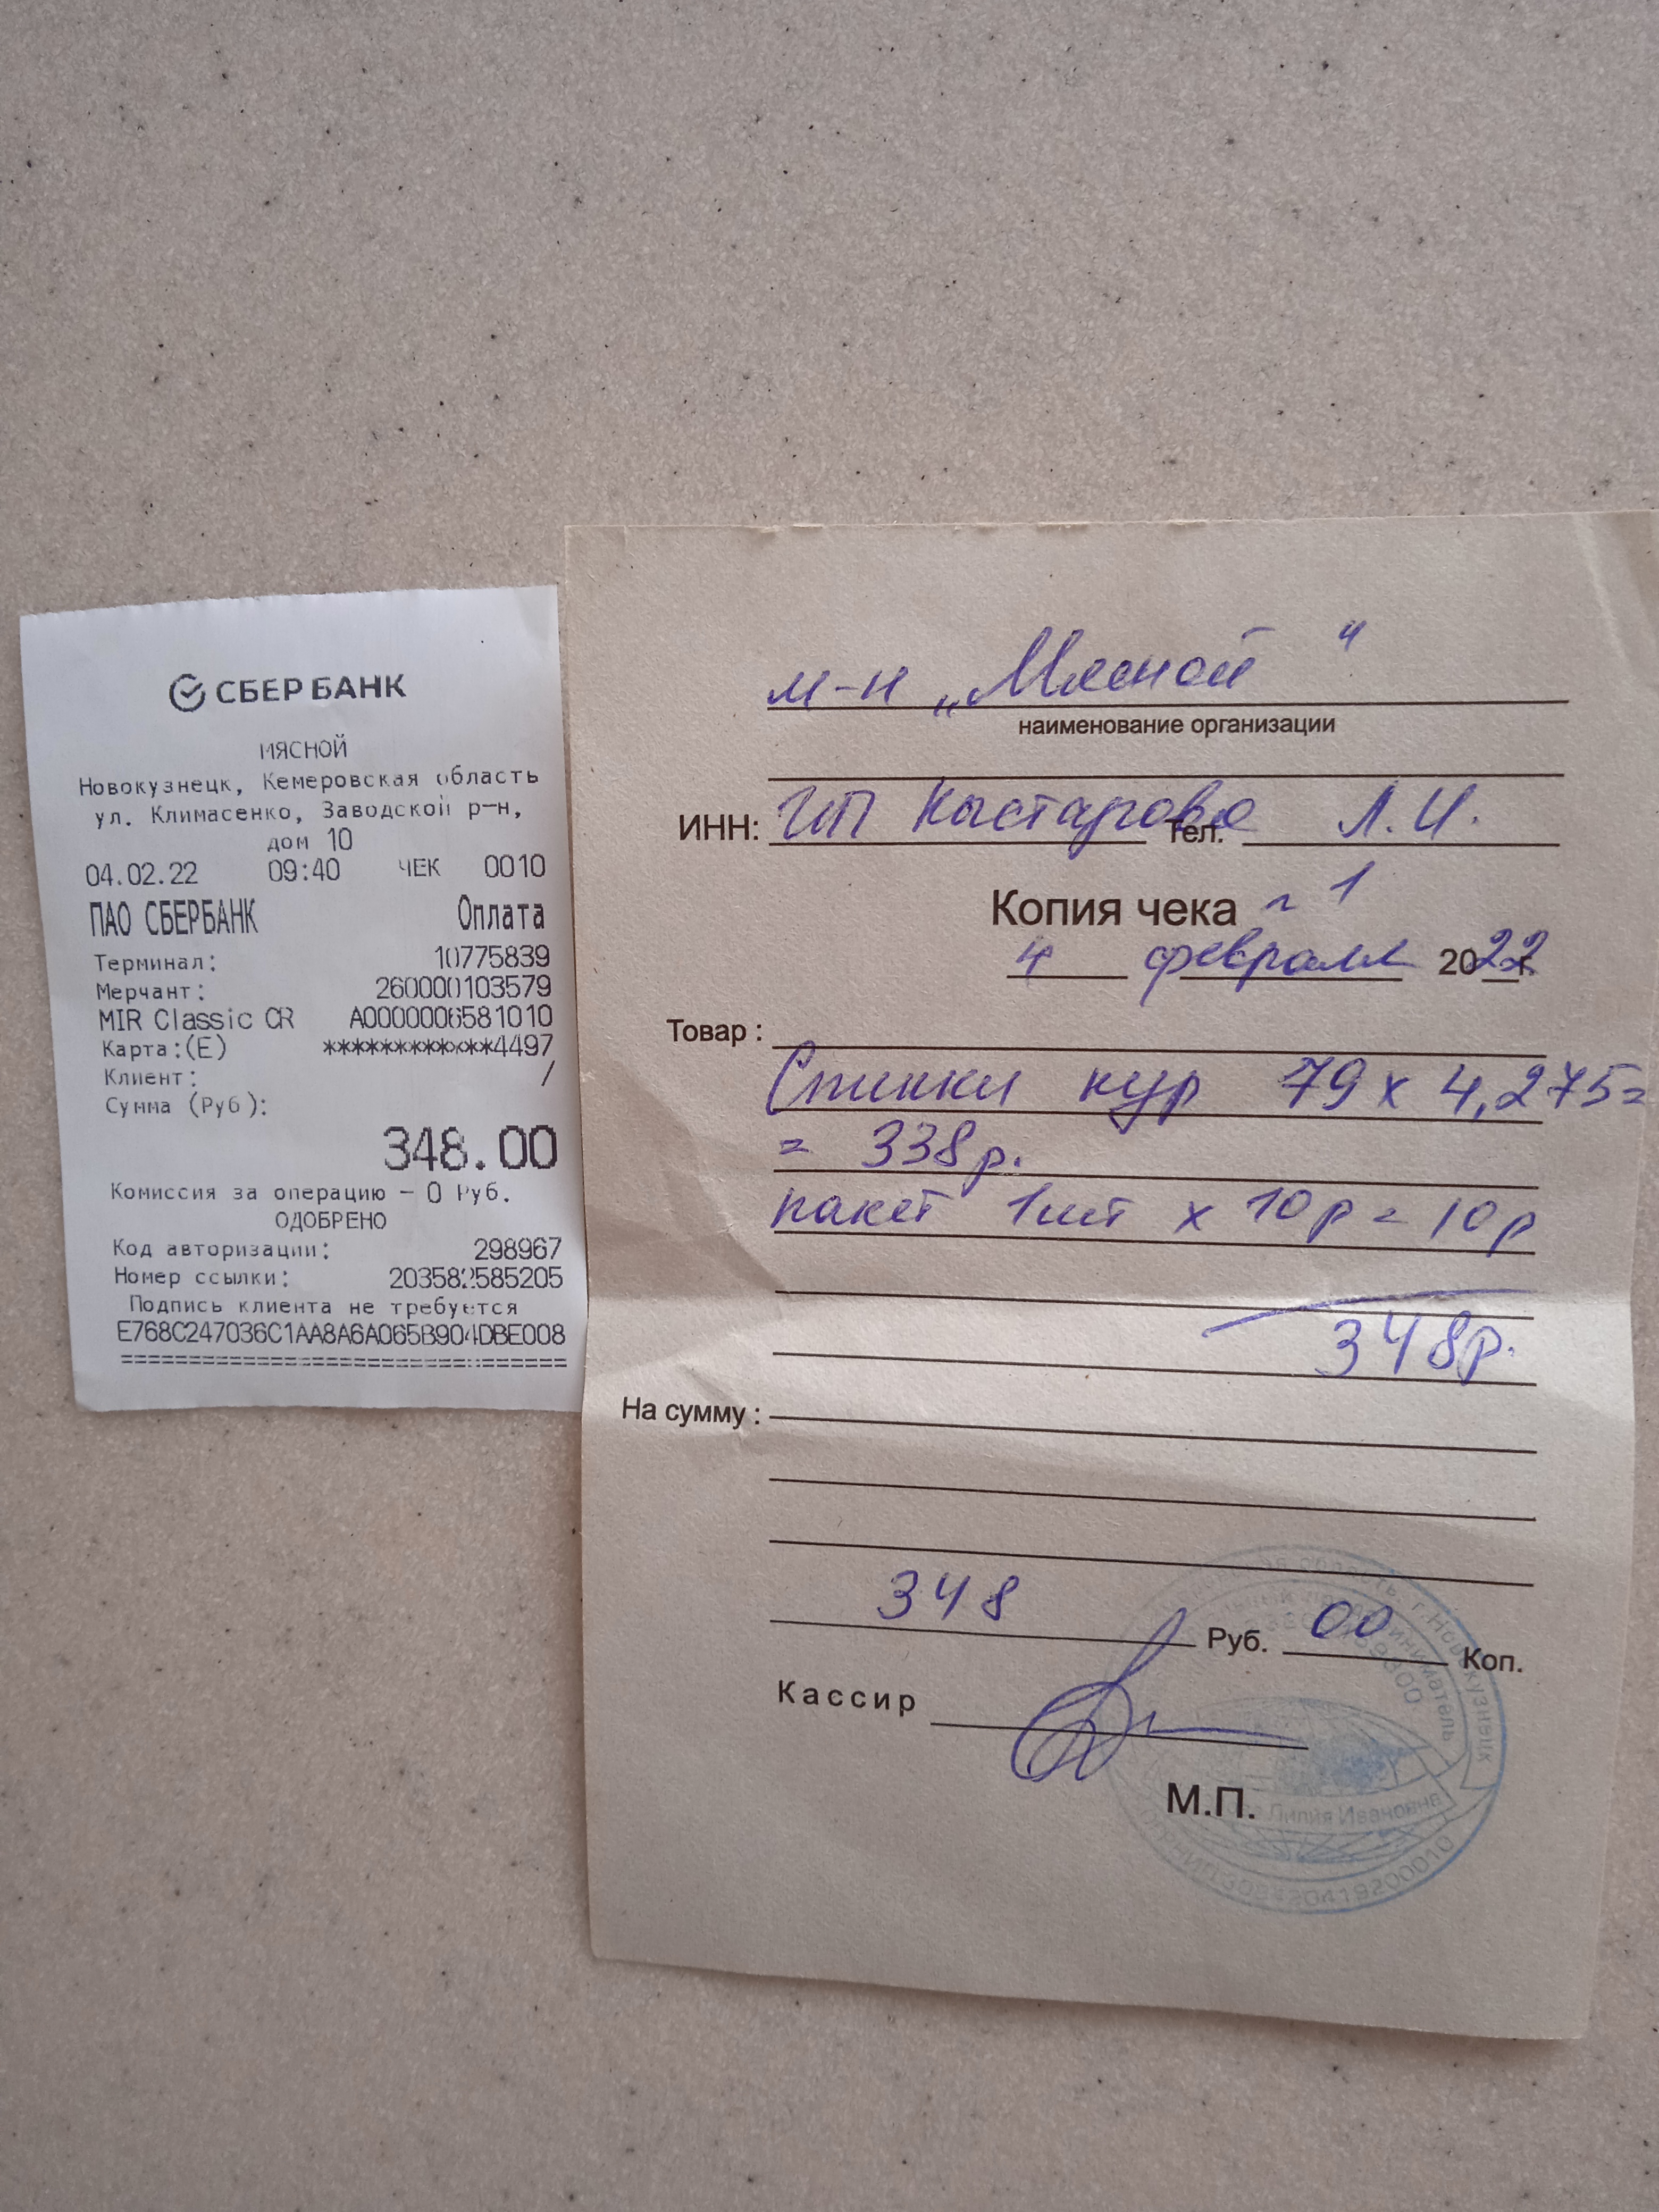 СБЕР БАНК
МЯСНОЙ
Новокузнецк, Кемеровская область
ул. Климасенко, Заводской р-н,
дом 10
04.02.22 09:40 ЧЕК 0010
ПАО СБЕРБАНК Оплата
Терминал: 10775839
Мерчант: 260000103579
MIR Classic CR A0000006581010
Карта:(E) ************4497
Клиент: /
Сумма (Руб):
348.00
Комиссия за операцию - 0 Руб.
ОДОБРЕНО
Код авторизации: 298967
Номер ссылки: 203582585205
Подпись клиента не требуется
E768C247036C1AA8A6A065B904DBE008
м-н „Мясной"
наименование организации
ИНН: ИП Костарова Л.И.
тел.
Копия чека № 1
4 февраля 2022 г.
Товар :
Спинки кур 79 х 4,275=
= 338р.
пакет 1шт х 10р = 10р
348р.
На сумму :
348 Руб. 00 Коп.
Кассир
М.П.
г.Новокузнецк
Лилия Ивановна